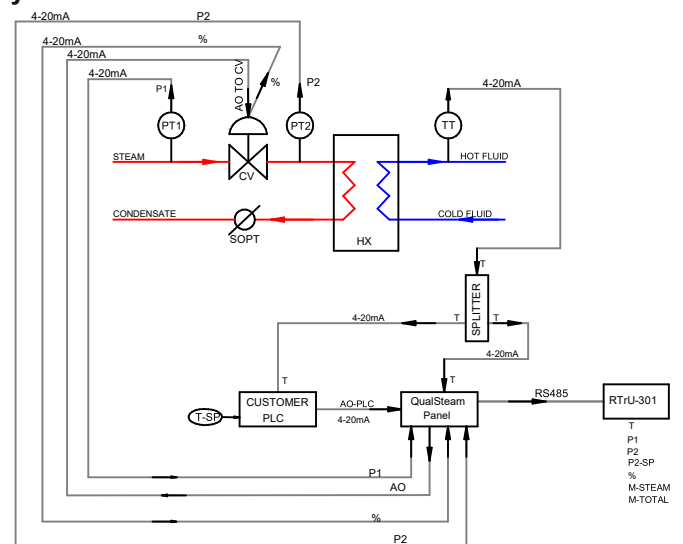 4-20mA P2
4-20mA %
4-20mA
4-20mA
P1
AO TO CV
%
P2
4-20mA
PT1
PT2
TT
STEAM
CV
HOT FLUID
CONDENSATE
COLD FLUID
SOPT
HX
T
SPLITTER
4-20mA
T
T
4-20mA
T
T
CUSTOMER
PLC
T-SP
AO-PLC
4-20mA
QualSteam
Panel
RS485
RTrU-301
T
P1
P2
P2-SP
%
M-STEAM
M-TOTAL
P1
AO
%
P2